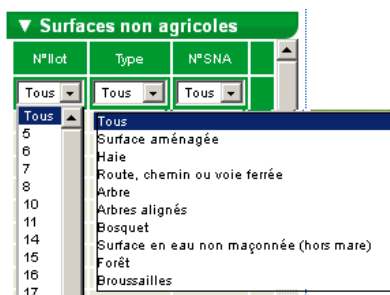 ▼ Surfaces non agricoles
N°Ilot Type N°SNA
Tous Tous Tous
Tous
5
6
7
8
10
11
14
15
16
17
Tous
Surface aménagée
Haie
Route, chemin ou voie ferrée
Arbre
Arbres alignés
Bosquet
Surface en eau non maçonnée (hors mare)
Forêt
Broussailles